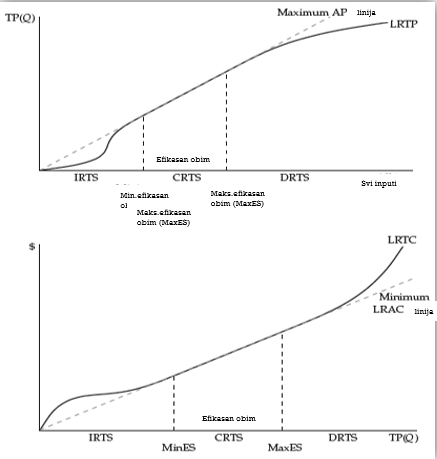 Maximum AP linija
TP(Q)
LRTP
Efikasan obim
IRTS CRTS DRTS
Svi inputi
Min.efikasan
ol
Maks.efikasan
obim (MaxES)
Maks.efikasan
obim (MaxES)
$
LRTC
Minimum
LRAC linija
Efikasan obim
IRTS CRTS DRTS TP(Q)
MinES MaxES